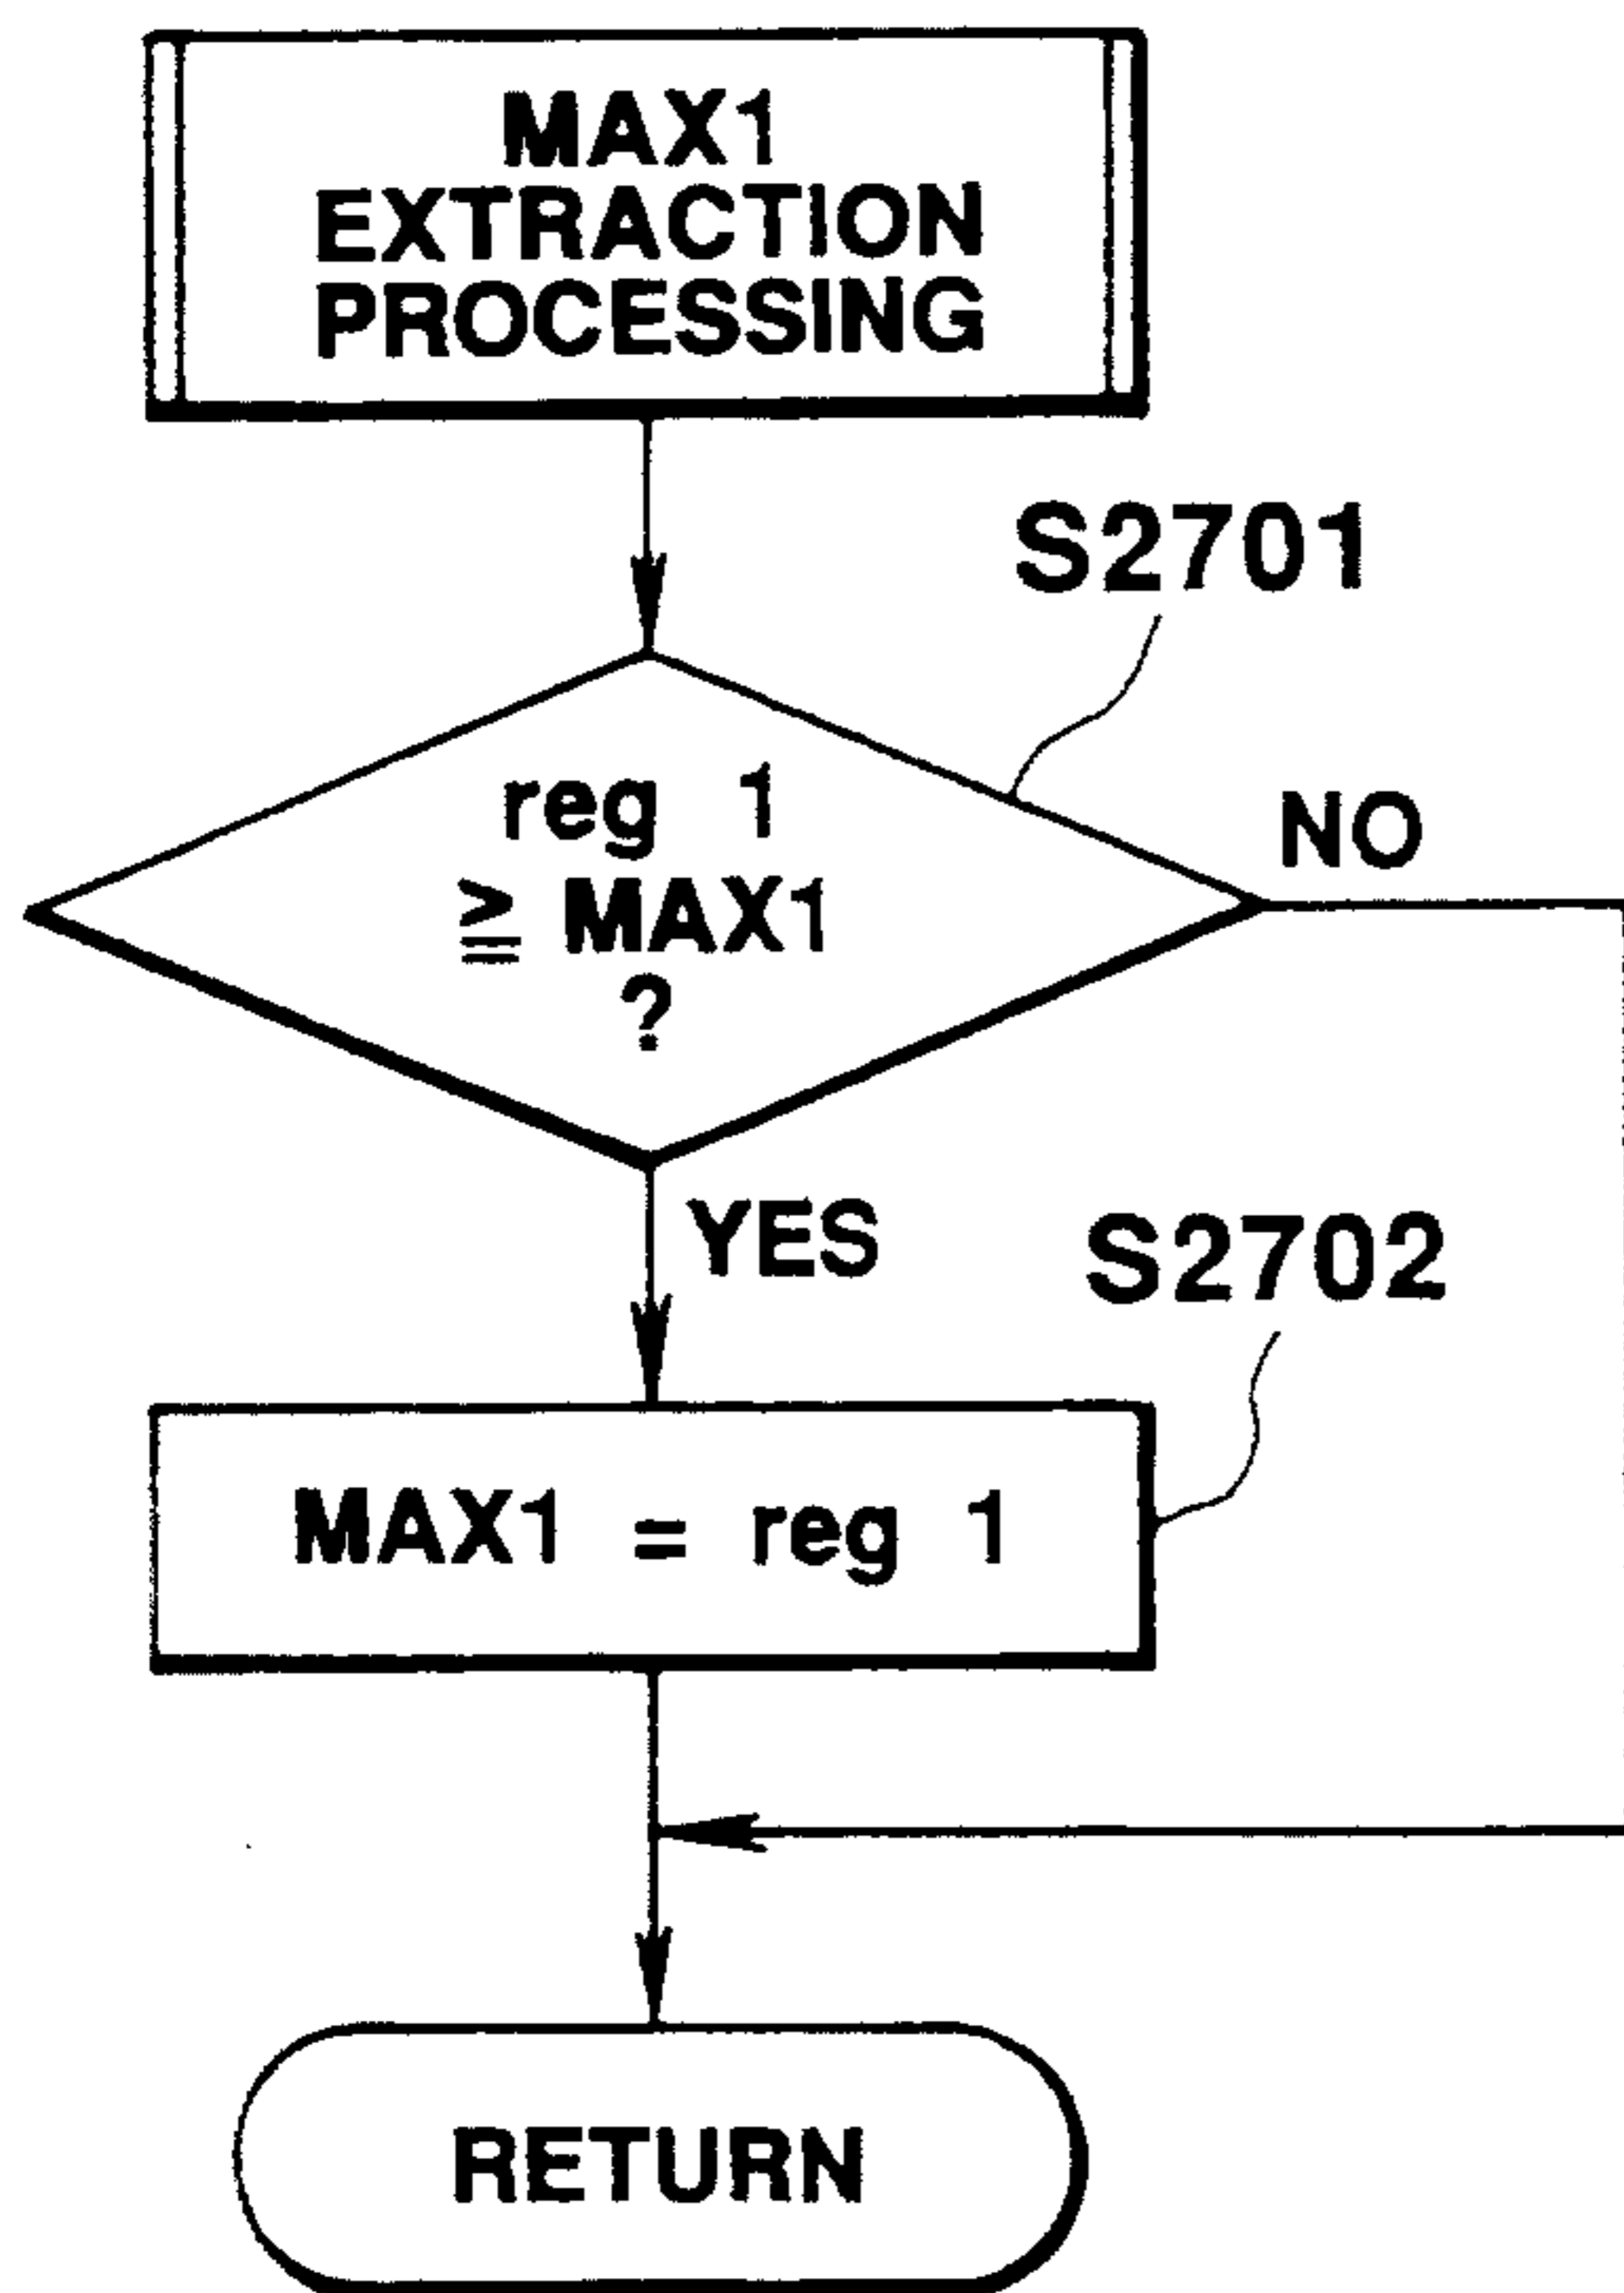 MAX1
EXTRACTION
PROCESSING
S2701
reg 1
≧ MAX1
?
NO
YES
S2702
MAX1 = reg 1
RETURN